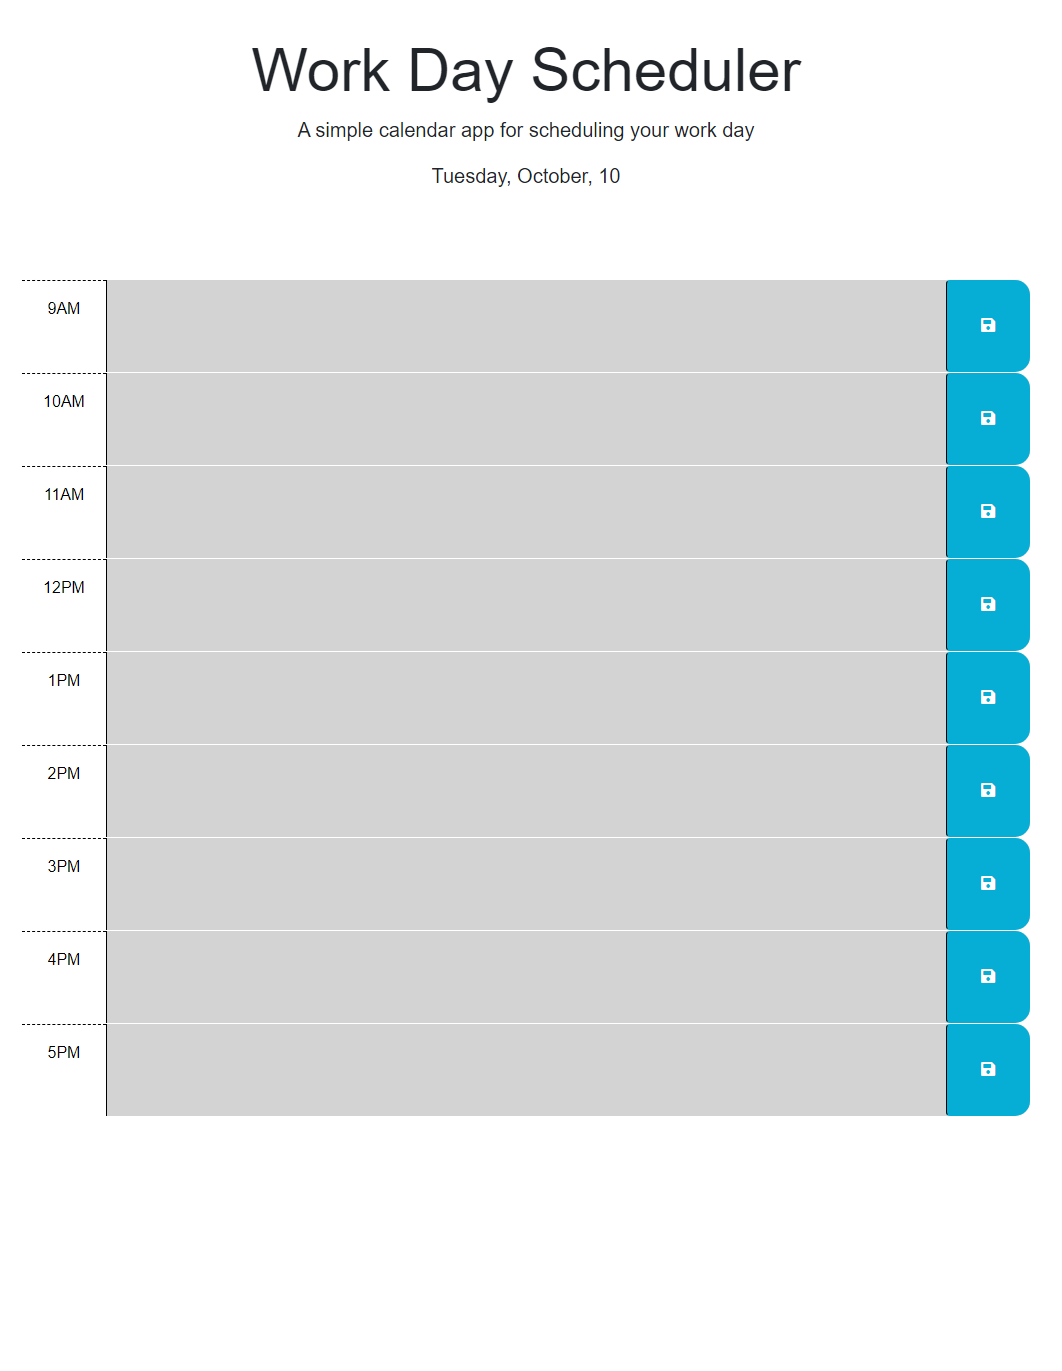 Work Day Scheduler
A simple calendar app for scheduling your work day
Tuesday, October, 10
9AM
10AM
11AM
12PM
1PM
2PM
3PM
4PM
5PM